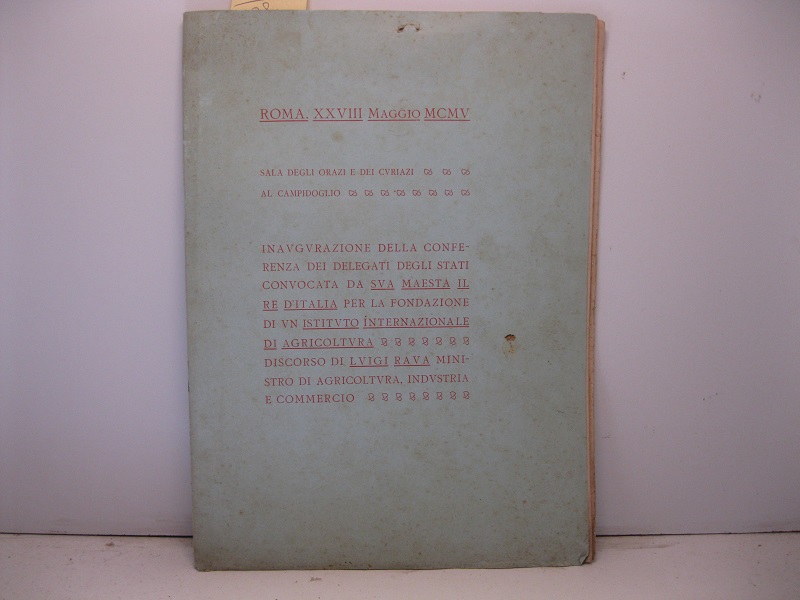 ROMA. XXVIII MAGGIO MCMV
SALA DEGLI ORAZI E DEI CVRIAZI
AL CAMPIDOGLIO
INAVGVRAZIONE DELLA CONFE-
RENZA DEI DELEGATI DEGLI STATI
CONVOCATA DA SVA MAESTA IL
RE D'ITALIA PER LA FONDAZIONE
DI VN ISTITVTO INTERNAZIONALE
DI AGRICOLTVRA
DISCORSO DI LVIGI RAVA MINI-
STRO DI AGRICOLTVRA, INDVSTRIA
E COMMERCIO